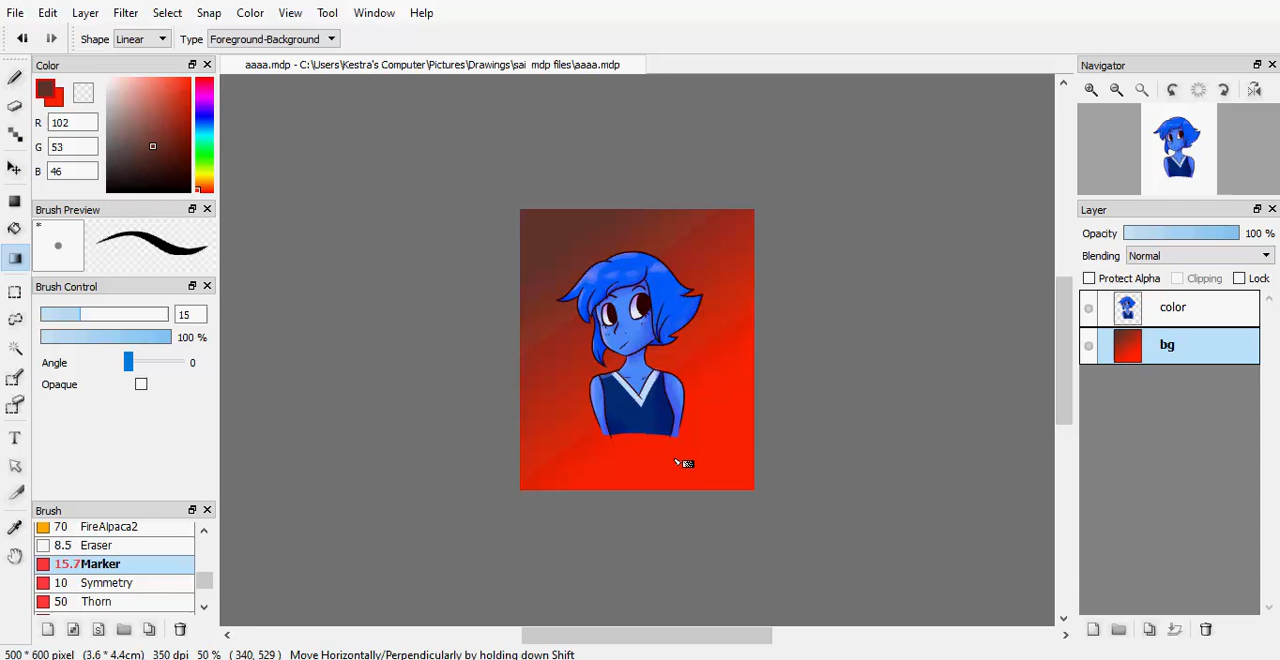 File Edit Layer Filter Select Snap Color View Tool Window Help
Shape Linear Type Foreground-Background
Color
R 102
G 53
B 46
Brush Preview
*
Brush Control
15
100 %
Angle 0
Opaque
Brush
70 FireAlpaca2
8.5 Eraser
15.7 Marker
10 Symmetry
50 Thorn
aaaa.mdp - C:\Users\Kestra's Computer\Pictures\Drawings\sai mdp files\aaaa.mdp
Navigator
Layer
Opacity 100 %
Blending Normal
Protect Alpha Clipping Lock
color
bg
T
500 * 600 pixel (3.6 * 4.4cm) 350 dpi 50 % ( 340, 529 ) Move Horizontally/Perpendicularly by holding down Shift